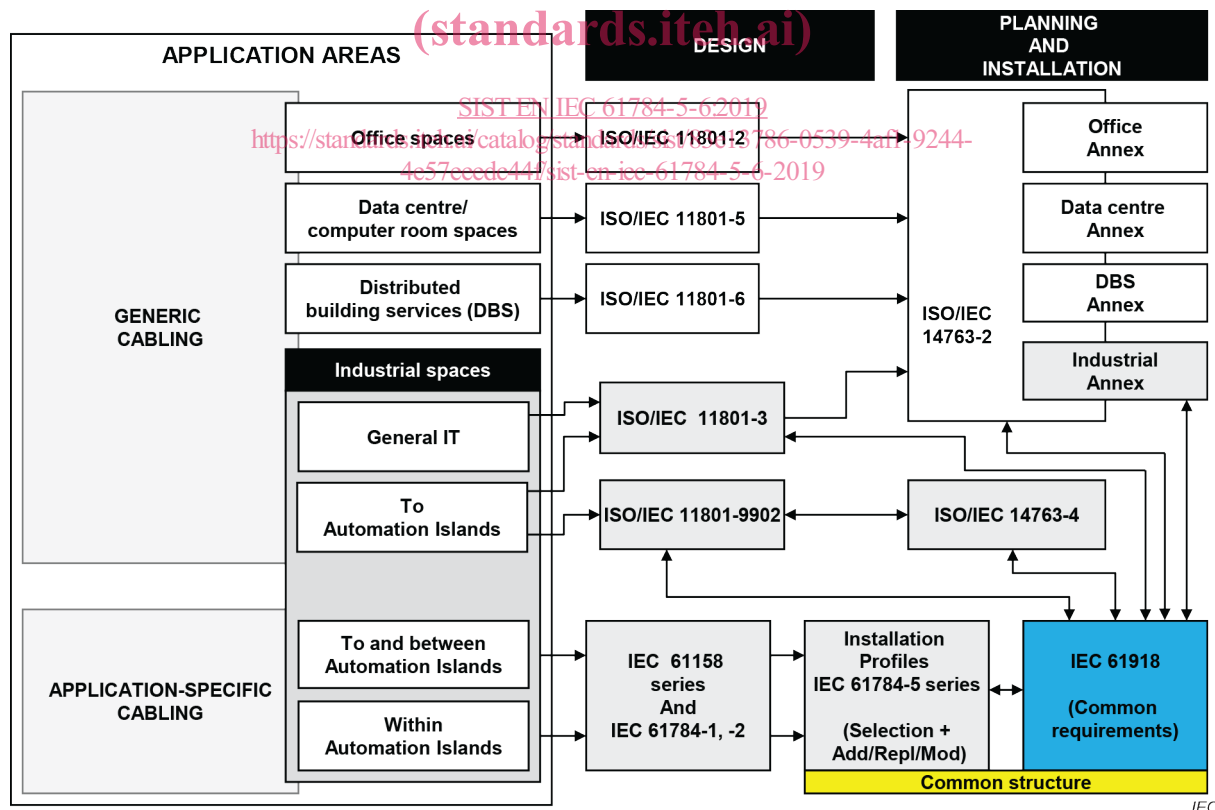 (standards.iteh.ai)
APPLICATION AREAS
DESIGN
PLANNING
AND
INSTALLATION
SIST EN IEC 61784-5-6:2019
4c57eccdc44f/sist-en-iec-61784-5-6-2019
GENERIC
CABLING
Office spaces
ISO/IEC 11801-2
Office
Annex
Data centre/
computer room spaces
ISO/IEC 11801-5
Data centre
Annex
Distributed
building services (DBS)
ISO/IEC 11801-6
DBS
Annex
ISO/IEC
14763-2
Industrial spaces
Industrial
Annex
General IT
ISO/IEC 11801-3
To
Automation Islands
ISO/IEC 11801-9902
ISO/IEC 14763-4
APPLICATION-SPECIFIC
CABLING
To and between
Automation Islands
Within
Automation Islands
IEC 61158
series
And
IEC 61784-1, -2
Installation
Profiles
IEC 61784-5 series
(Selection +
Add/Repl/Mod)
IEC 61918
(Common
requirements)
Common structure
IEC